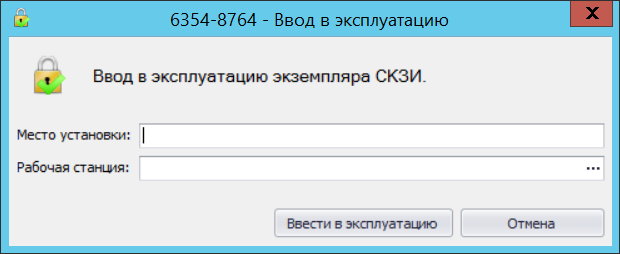 6354-8764 - Ввод в эксплуатацию
X
Ввод в эксплуатацию экземпляра СКЗИ.
Место установки:
Рабочая станция:
...
Ввести в эксплуатацию Отмена